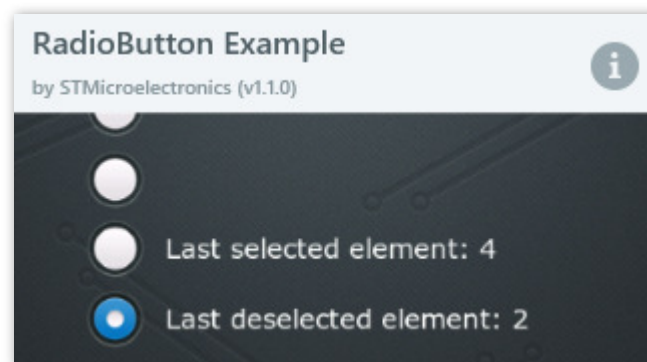 RadioButton Example
by STMicroelectronics (v1.1.0)
i
Last selected element: 4
Last deselected element: 2